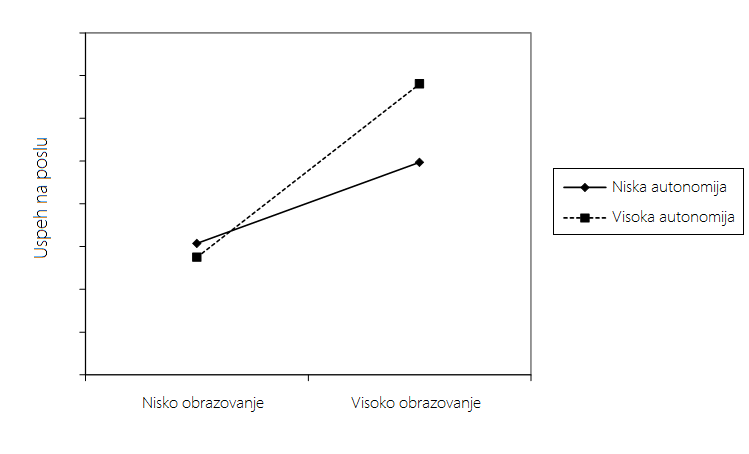 Uspeh na poslu
Niska autonomija
Visoka autonomija
Nisko obrazovanje
Visoko obrazovanje